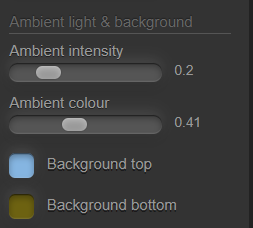 Ambient light & background
Ambient intensity
0.2
Ambient colour
0.41
Background top
Background bottom